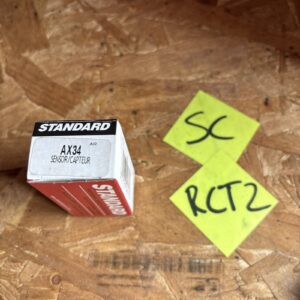 STANDARD
AX34
SENSOR/CAPTEUR
STANDARD
SC
RCT2